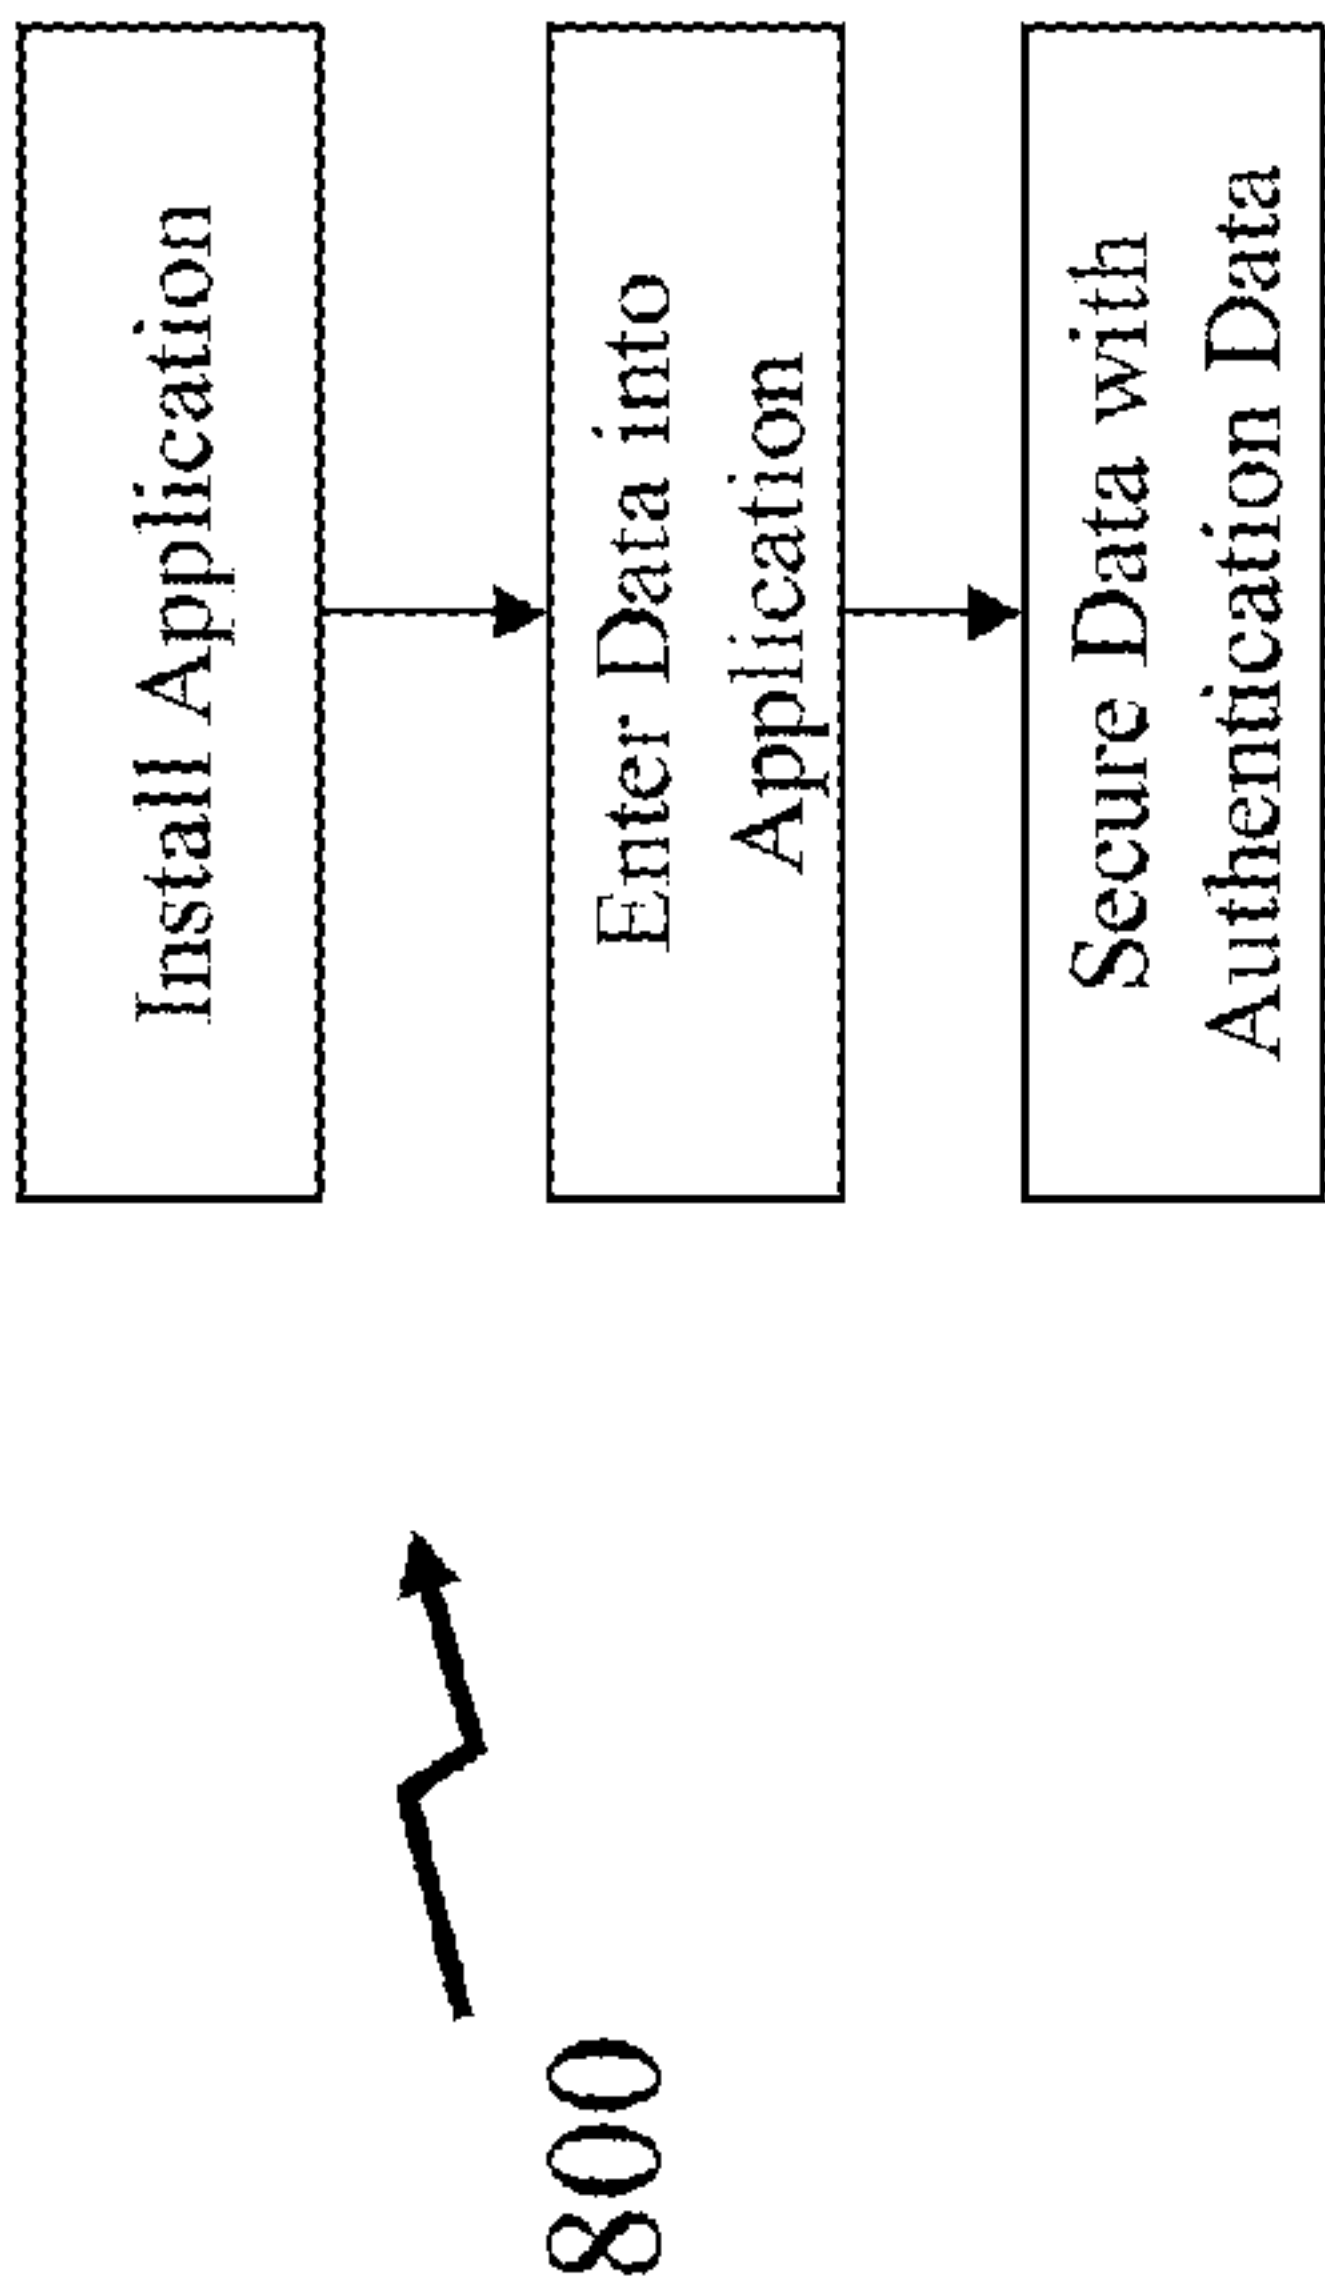 Install Application
Enter Data into
Application
Secure Data with
Authentication Data
800